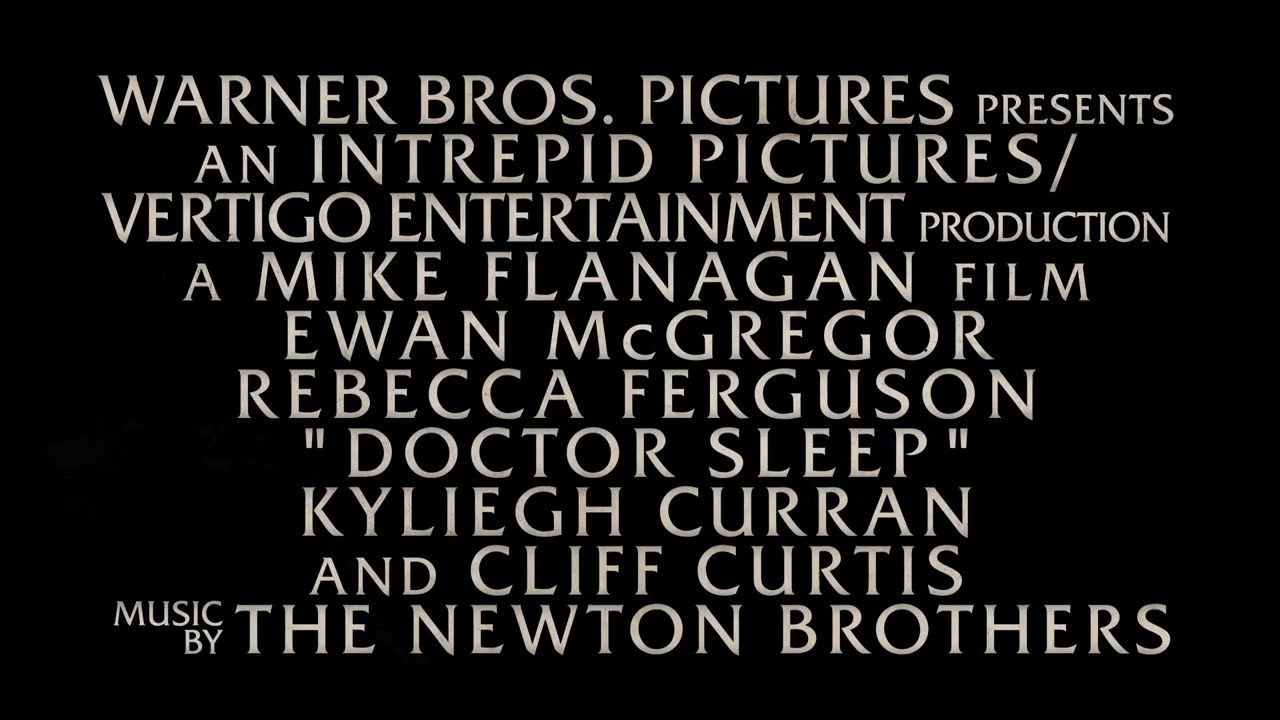 WARNER BROS. PICTURES PRESENTS
AN INTREPID PICTURES/
VERTIGO ENTERTAINMENT PRODUCTION
A MIKE FLANAGAN FILM
EWAN McGREGOR
REBECCA FERGUSON
"DOCTOR SLEEP"
KYLIEGH CURRAN
AND CLIFF CURTIS
MUSIC BY THE NEWTON BROTHERS